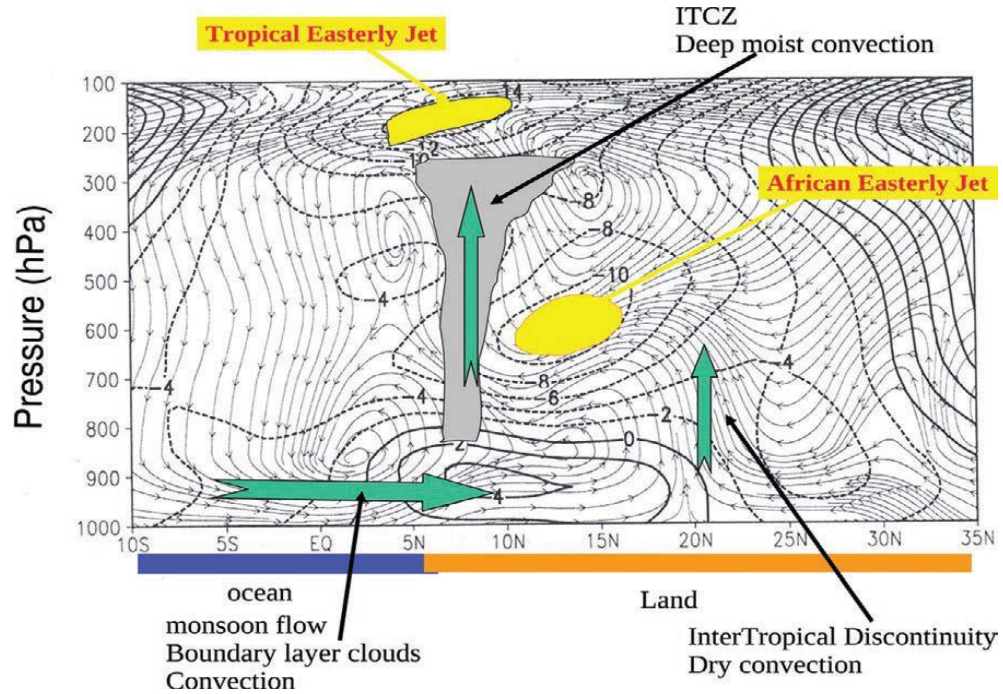 ITCZ
Deep moist convection
Tropical Easterly Jet
African Easterly Jet
Pressure (hPa)
100
200
300
400
500
600
700
800
900
1000
-14
-12
-10
-8
-8
-10
-4
-8
-6
-4
-4
-2
0
2
4
10S
5S
EQ
5N
10N
15N
20N
25N
30N
35N
ocean
monsoon flow
Boundary layer clouds
Convection
Land
InterTropical Discontinuity
Dry convection